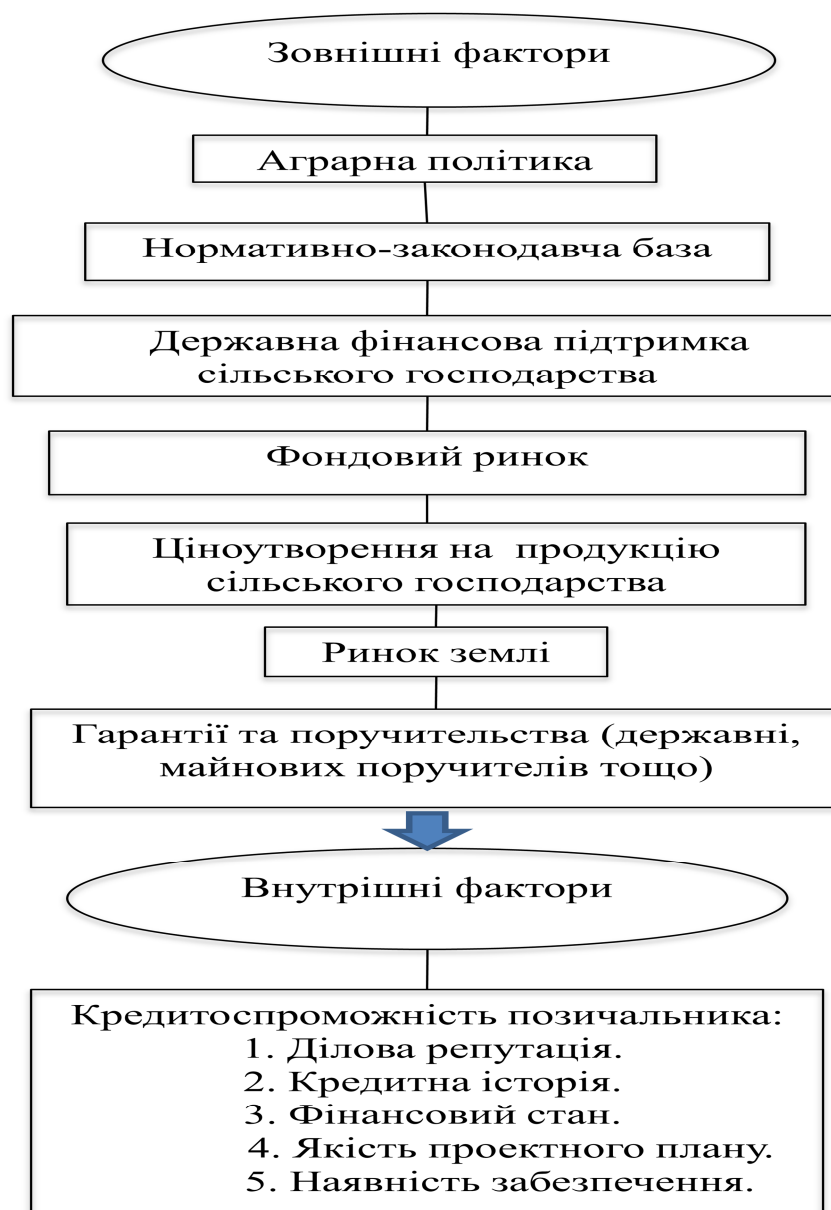 Зовнішні фактори
Аграрна політика
Нормативно-законодавча база
Державна фінансова підтримка
сільського господарства
Фондовий ринок
Ціноутворення на продукцію
сільського господарства
Ринок землі
Гарантії та поручительства (державні,
майнових поручителів тощо)
Внутрішні фактори
Кредитоспроможність позичальника:
1. Ділова репутація.
2. Кредитна історія.
3. Фінансовий стан.
4. Якість проектного плану.
5. Наявність забезпечення.